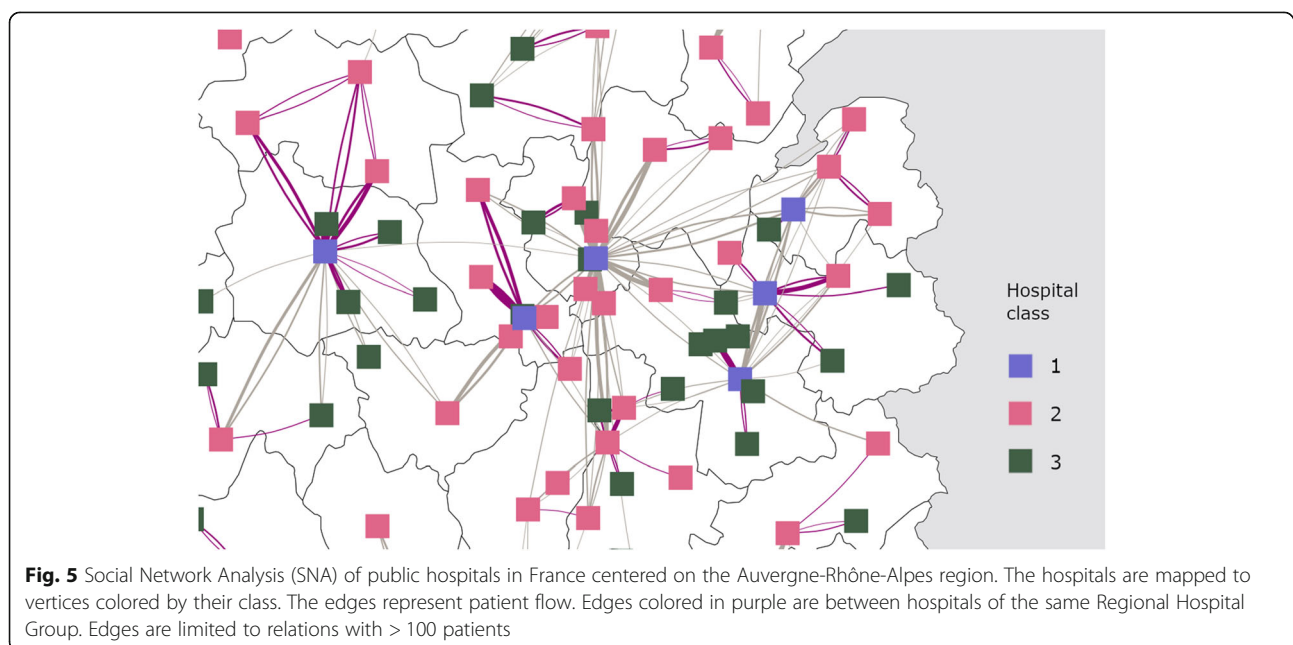 Hospital
class
1
2
3
Fig. 5 Social Network Analysis (SNA) of public hospitals in France centered on the Auvergne-Rhône-Alpes region. The hospitals are mapped to
vertices colored by their class. The edges represent patient flow. Edges colored in purple are between hospitals of the same Regional Hospital
Group. Edges are limited to relations with > 100 patients